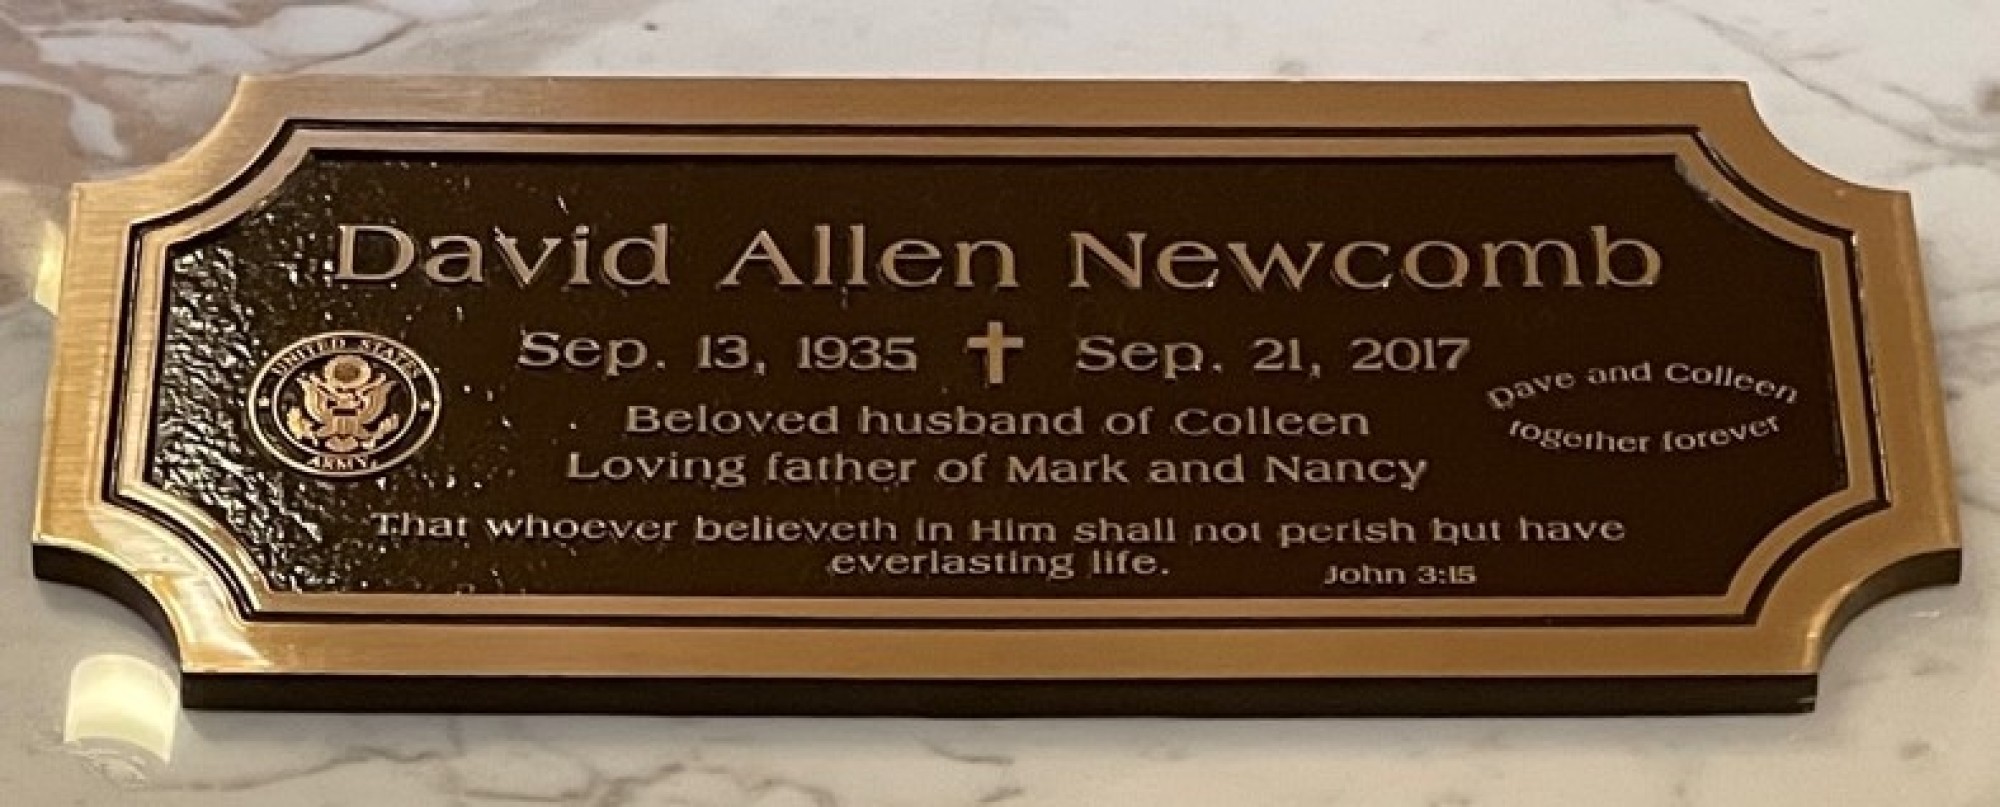 David Allen Newcomb
Sep. 13, 1935 Sep. 21, 2017
UNITED STATES
ARMY
Beloved husband of Colleen
Loving father of Mark and Nancy
Dave and Colleen
together forever
That whoever believeth in Him shall not perish but have
everlasting life.
John 3:15